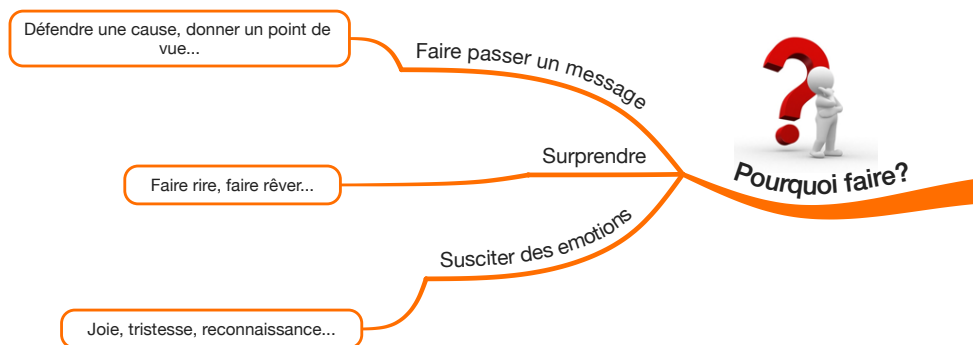 Défendre une cause, donner un point de
vue...
Faire passer un message
Surprendre
Faire rire, faire rêver...
Pourquoi faire?
Susciter des emotions
Joie, tristesse, reconnaissance...